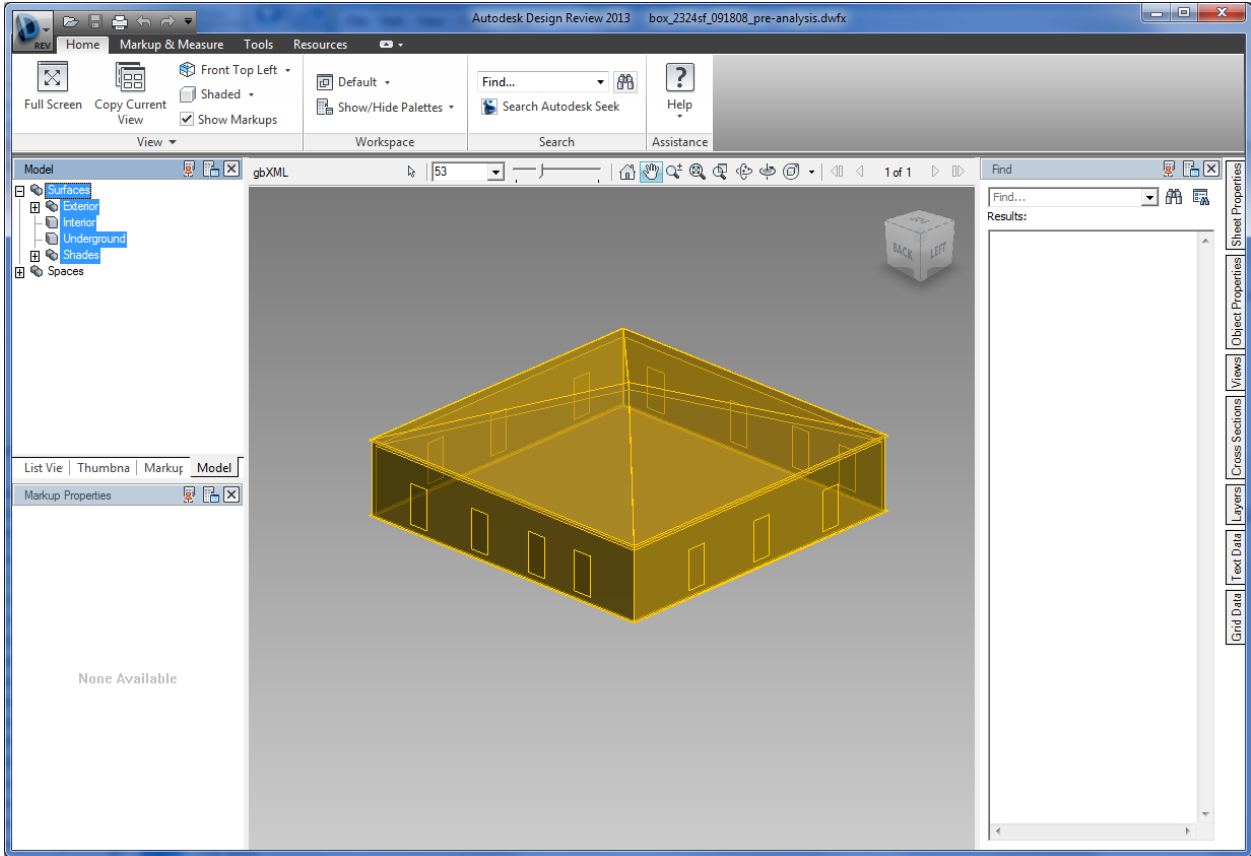 Autodesk Design Review 2013 box_2324sf_091808_pre-analysis.dwfx
REV
Home Markup & Measure Tools Resources
Full Screen
Copy Current View
Front Top Left
Shaded
Show Markups
View
Default
Show/Hide Palettes
Workspace
Find...
Search Autodesk Seek
Search
?
Help
Assistance
Model
Surfaces
Exterior
Interior
Underground
Shades
Spaces
List Vie Thumbna Markup Model
Markup Properties
None Available
gbXML 53 1 of 1
BACK LEFT
Find
Find...
Results:
Sheet Properties
Object Properties
Views
Cross Sections
Layers
Text Data
Grid Data